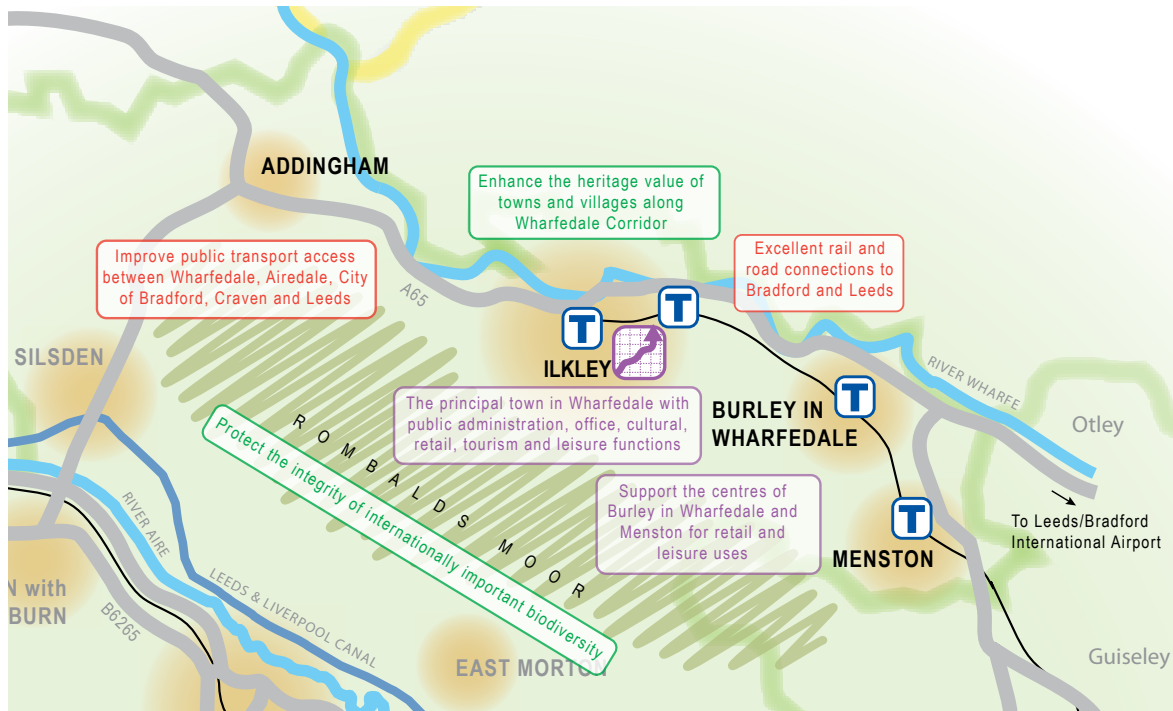 ADDINGHAM
Enhance the heritage value of
towns and villages along
Wharfedale Corridor
Improve public transport access
between Wharfedale, Airedale, City
of Bradford, Craven and Leeds
Excellent rail and
road connections to
Bradford and Leeds
A65
T
T
SILSDEN
ILKLEY
RIVER WHARFE
The principal town in Wharfedale with
public administration, office, cultural,
retail, tourism and leisure functions
T
BURLEY IN
WHARFEDALE
Otley
ROMBALDS MOOR
Protect the integrity of internationally important biodiversity
Support the centres of
Burley in Wharfedale and
Menston for retail and
leisure uses
T
MENSTON
To Leeds/Bradford
International Airport
RIVER AIRE
LEEDS & LIVERPOOL CANAL
N with
BURN
B6265
EAST MORTON
Guiseley